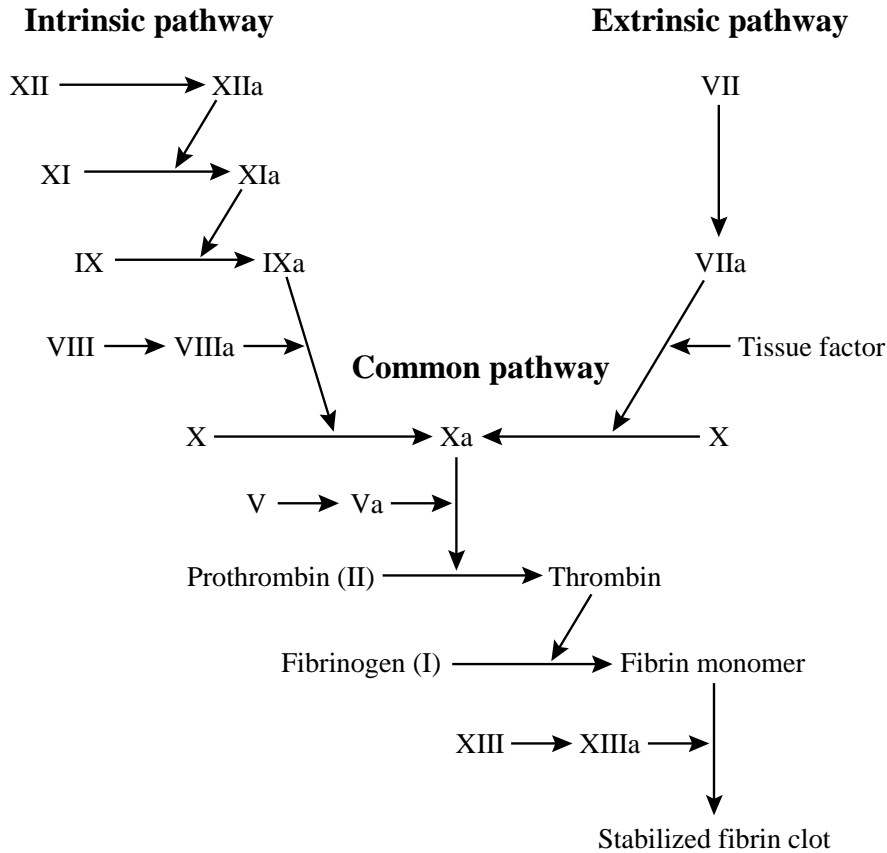 Intrinsic pathway
Extrinsic pathway
XII
XIIa
VII
XI
XIa
IX
IXa
VIIa
VIII
VIIIa
Tissue factor
Common pathway
X
Xa
X
V
Va
Prothrombin (II)
Thrombin
Fibrinogen (I)
Fibrin monomer
XIII
XIIIa
Stabilized fibrin clot